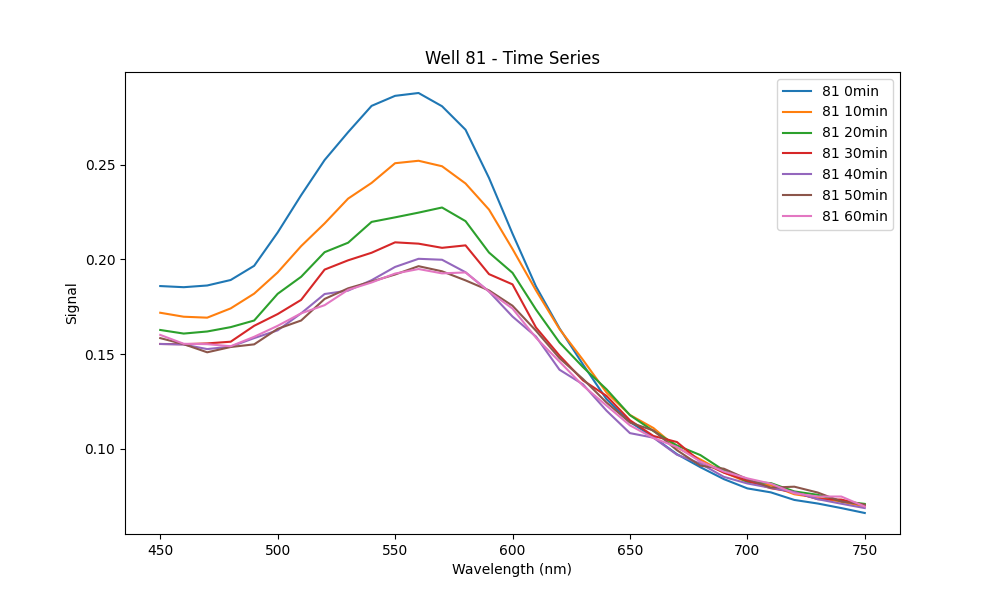 Well 81 - Time Series
81 0min
81 10min
81 20min
81 30min
81 40min
81 50min
81 60min
0.25
0.20
0.15
0.10
Signal
450 500 550 600 650 700 750
Wavelength (nm)